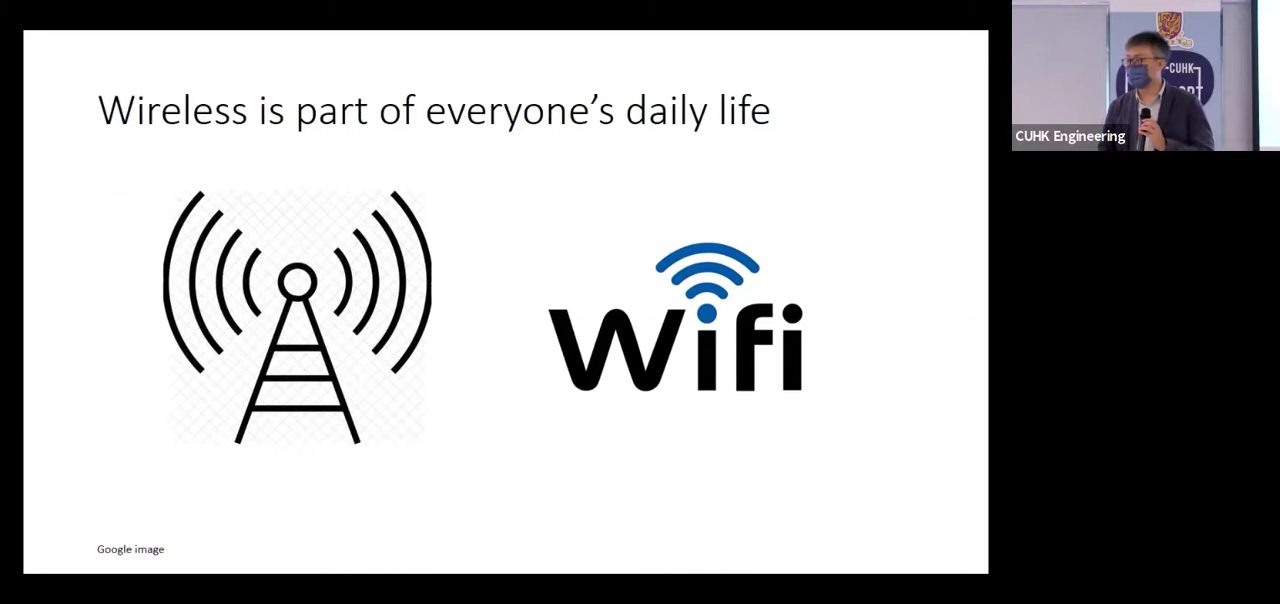 Wireless is part of everyone's daily life
Wifi
Google image
-CUHK
CUHK Engineering